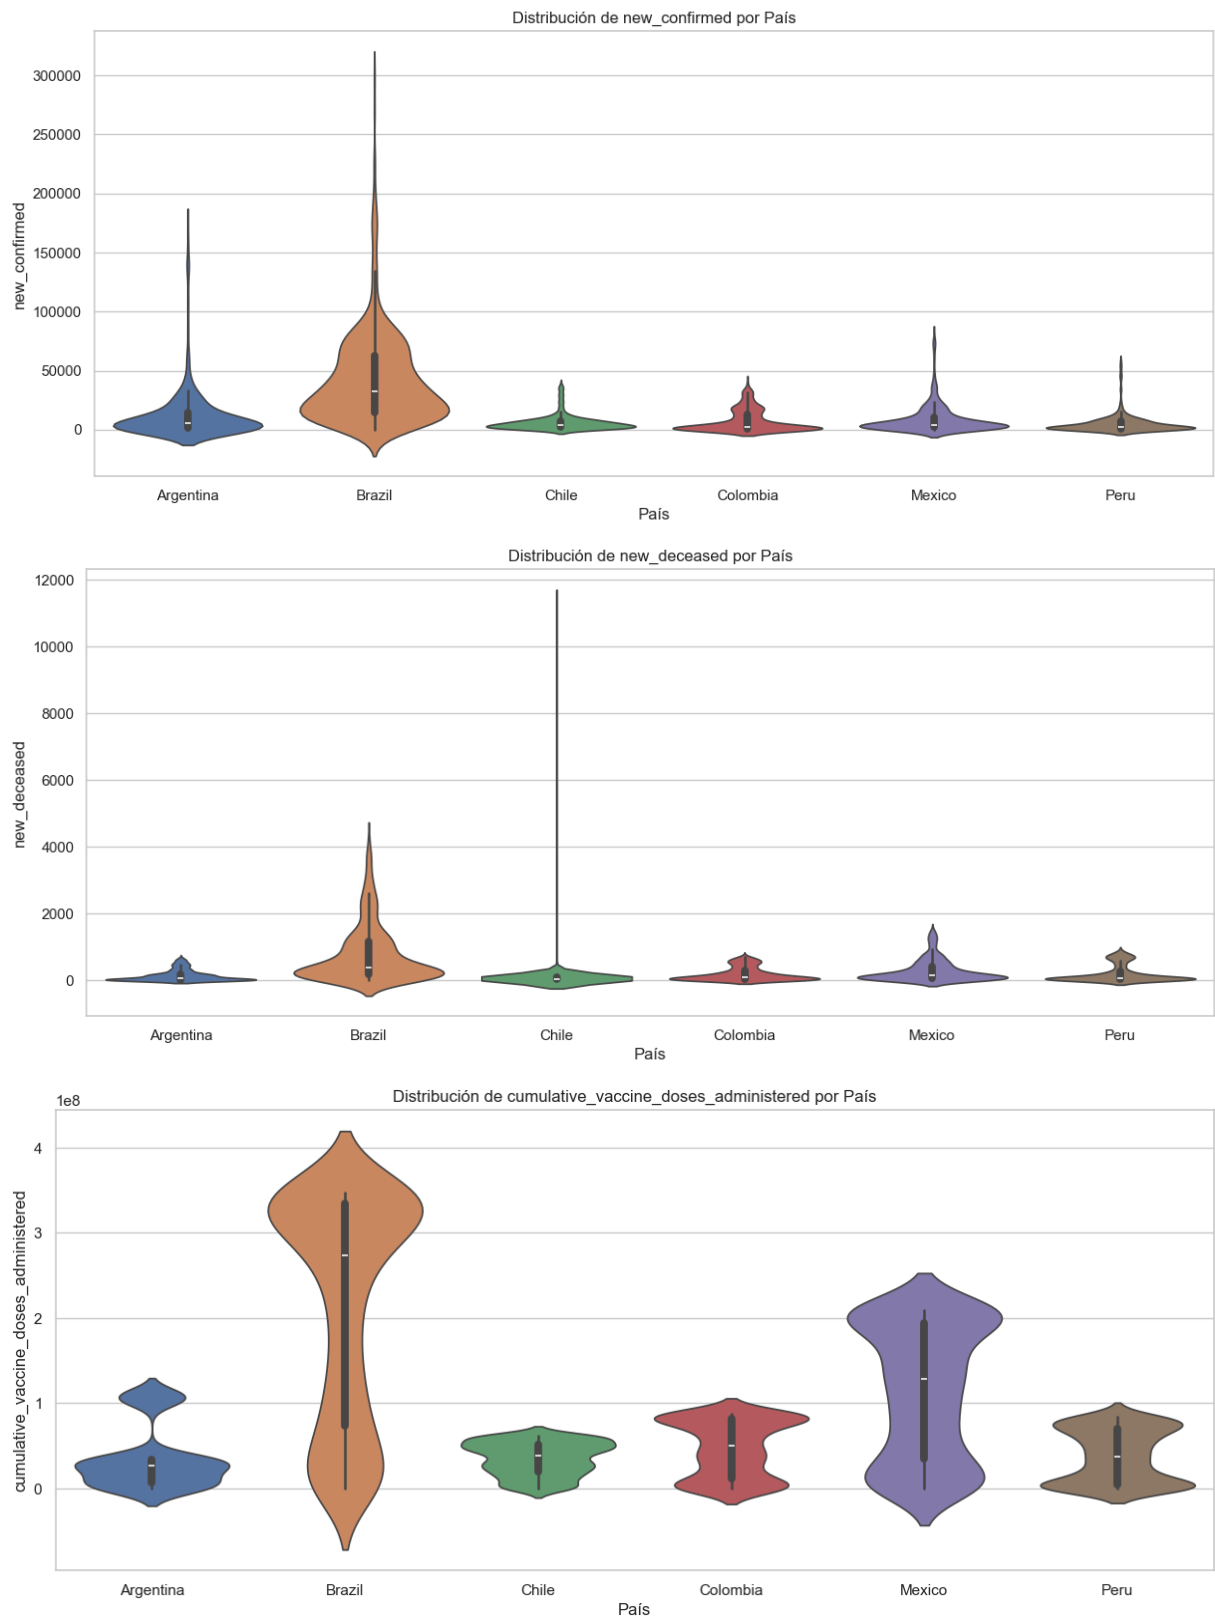 Distribución de new_confirmed por País
300000
250000
200000
150000
100000
50000
0
new_confirmed
Argentina Brazil Chile Colombia Mexico Peru
País
Distribución de new_deceased por País
12000
10000
8000
6000
4000
2000
0
new_deceased
Argentina Brazil Chile Colombia Mexico Peru
País
Distribución de cumulative_vaccine_doses_administered por País
1e8
4
3
2
1
0
cumulative_vaccine_doses_administered
Argentina Brazil Chile Colombia Mexico Peru
País